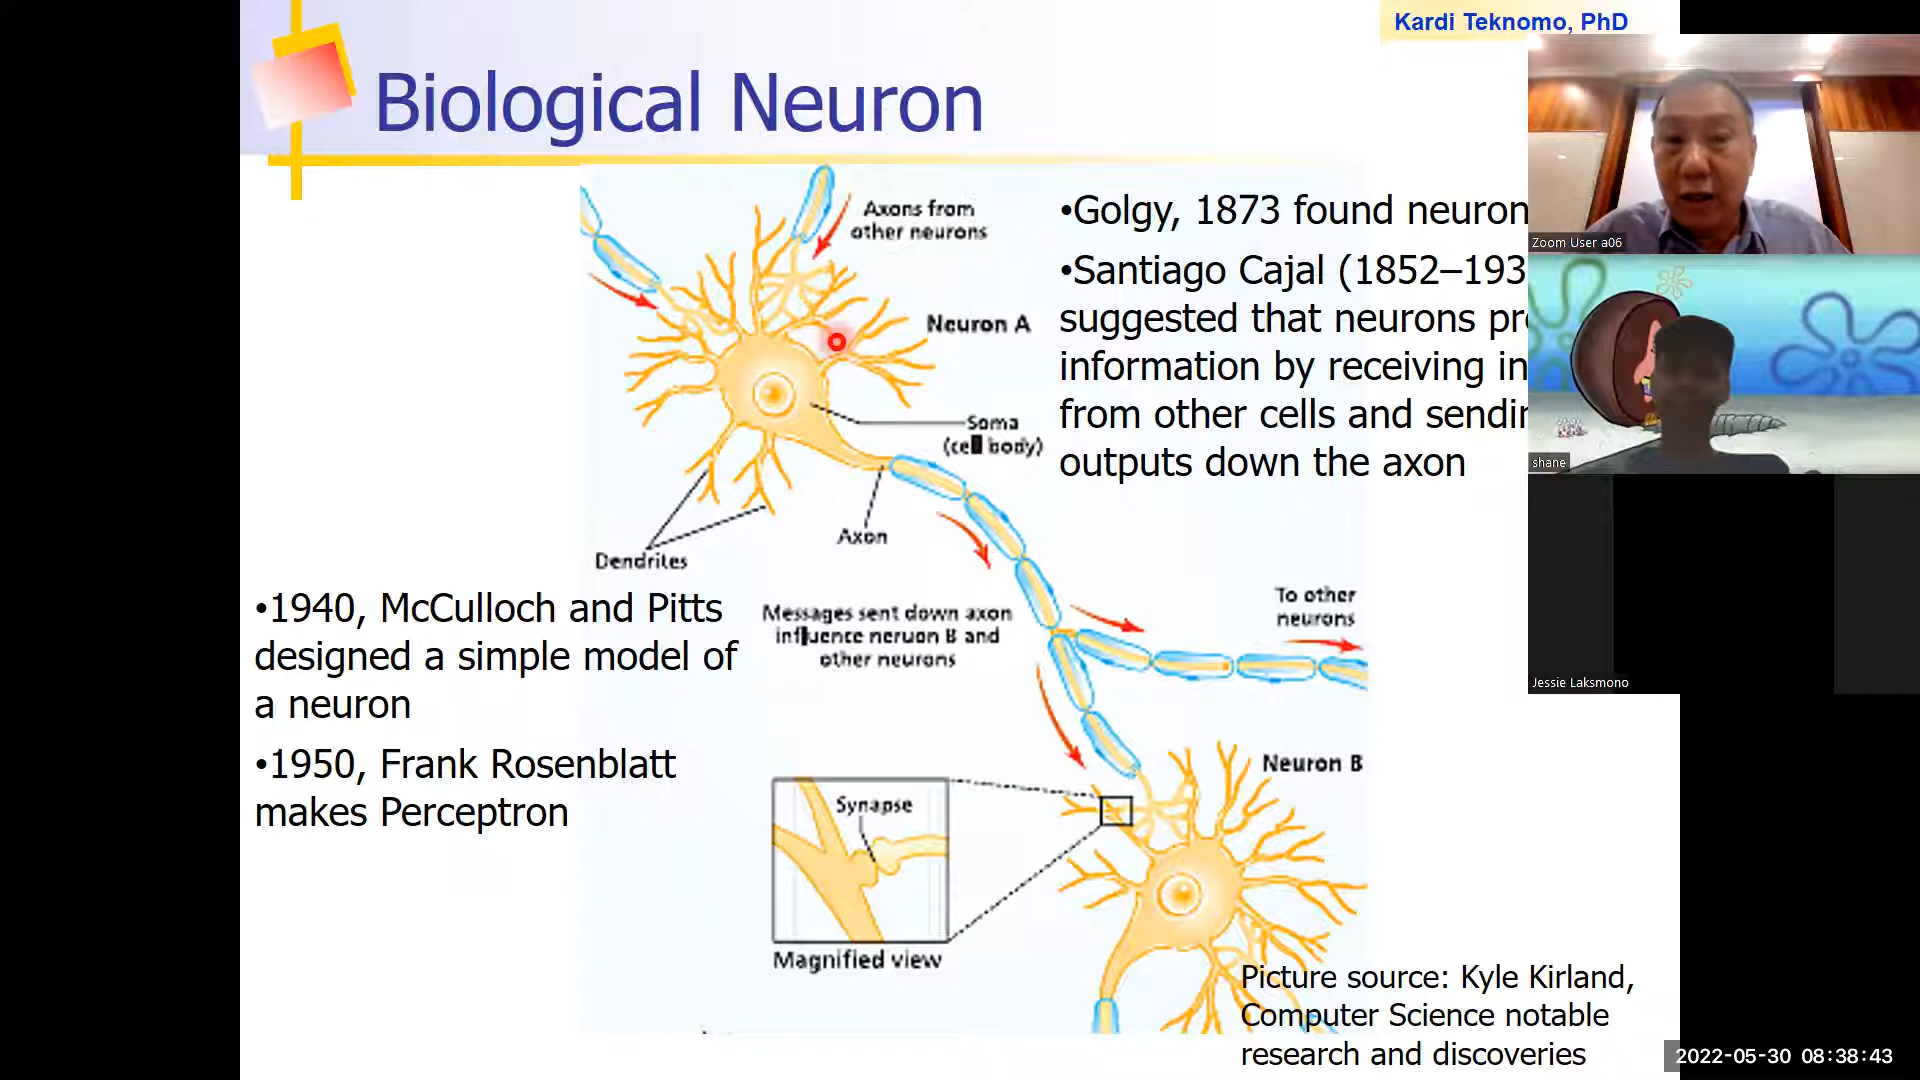 Kardi Teknomo, PhD
Biological Neuron
Axons from
other neurons
Neuron A
Soma
(cell body)
Axon
Dendrites
Messages sent down axon
influence neruon B and
other neurons
To other
neurons
Neuron B
Synapse
Magnified view
•Golgy, 1873 found neuron
•Santiago Cajal (1852–193
suggested that neurons pr
information by receiving in
from other cells and sendin
outputs down the axon
•1940, McCulloch and Pitts
designed a simple model of
a neuron
•1950, Frank Rosenblatt
makes Perceptron
Picture source: Kyle Kirland,
Computer Science notable
research and discoveries
Zoom User a06
shane
Jessie Laksmono
2022-05-30 08:38:43